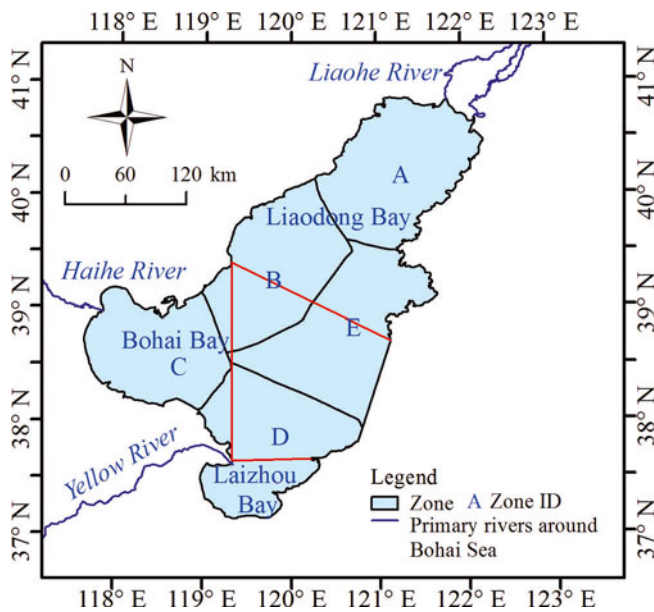 118° E 119° E 120° E 121° E 122° E 123° E
41° N
40° N
39° N
38° N
37° N
41° N
40° N
39° N
38° N
37° N
N
0 60 120 km
Liaohe River
A
Liaodong Bay
Haihe River
B
E
Bohai Bay
C
D
Yellow River
Laizhou
Bay
Legend
Zone A Zone ID
Primary rivers around
Bohai Sea
118° E 119° E 120° E 121° E 122° E 123° E